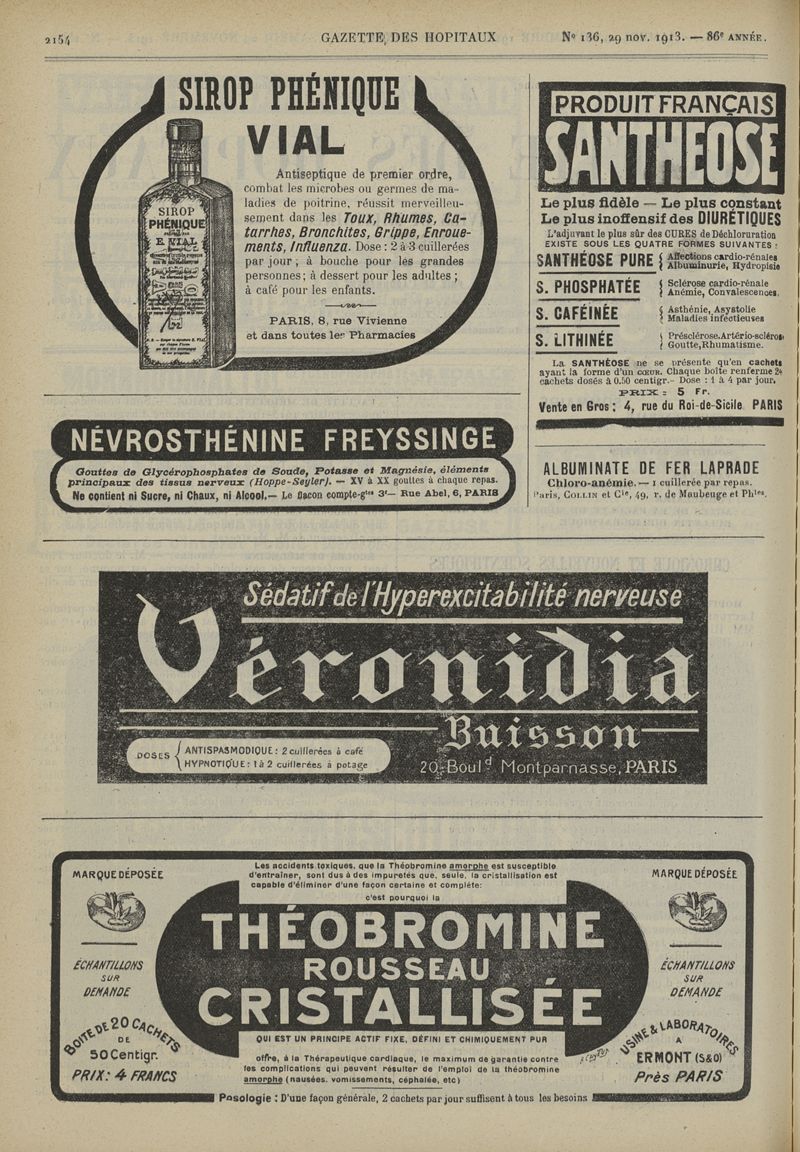 2154
GAZETTE DES HOPITAUX
Nº 136, 29 nov. 1913. — 86e ANNÉE.
SIROP PHÉNIQUE
VIAL
SIROP
PHÉNIQUE
E. VIAL
PARIS
Antiseptique de premier ordre,
combat les microbes ou germes de ma-
ladies de poitrine, réussit merveilleu-
sement dans les Toux, Rhumes, Ca-
tarrhes, Bronchites, Grippe, Enroue-
ments, Influenza. Dose : 2 à 3 cuillerées
par jour ; à bouche pour les grandes
personnes ; à dessert pour les adultes ;
à café pour les enfants.
PARIS, 8, rue Vivienne
et dans toutes les Pharmacies
PRODUIT FRANÇAIS
SANTHEOSE
Le plus fidèle — Le plus constant
Le plus inoffensif des DIURÉTIQUES
L'adjuvant le plus sûr des CURES de Déchloruration
EXISTE SOUS LES QUATRE FORMES SUIVANTES :
SANTHÉOSE PURE { Affections cardio-rénales
Albuminurie, Hydropisie
S. PHOSPHATÉE { Sclérose cardio-rénale
Anémie, Convalescences.
S. CAFÉINÉE { Asthénie, Asystolie
Maladies infectieuses
S. LITHINÉE { Présclérose. Artério-sclérose
Goutte, Rhumatisme.
La SANTHÉOSE ne se présente qu'en cachets
ayant la forme d'un cœur. Chaque boîte renferme 24
cachets dosés à 0.50 centigr. - Dose : 1 à 4 par jour.
PRIX : 5 Fr.
Vente en Gros : 4, rue du Roi-de-Sicile PARIS
NÉVROSTHÉNINE FREYSSINGE
Gouttes de Glycérophosphates de Soude, Potasse et Magnésie, éléments
principaux des tissus nerveux (Hoppe-Seyler). — XV à XX gouttes à chaque repas.
Ne contient ni Sucre, ni Chaux, ni Alcool. — Le flacon compte-gttes 3f — Rue Abel, 6, PARIS
ALBUMINATE DE FER LAPRADE
Chloro-anémie. — 1 cuillerée par repas.
Paris, Collin et Cie, 49, r. de Maubeuge et Phies.
Sédatif de l'Hyperexcitabilité nerveuse
Véronidia
Buisson
DOSES { ANTISPASMODIQUE : 2 cuillerées à café
HYPNOTIQUE : 1 à 2 cuillerées à potage
20, Bould Montparnasse, PARIS
Les accidents toxiques, que la Théobromine amorphe est susceptible
d'entraîner, sont dus à des impuretés que, seule, la cristallisation est
capable d'éliminer d'une façon certaine et complète:
c'est pourquoi la
MARQUE DÉPOSÉE
ÉCHANTILLONS
SUR
DEMANDE
BOITE DE 20 CACHETS
DE
50 Centigr.
PRIX: 4 FRANCS
THÉOBROMINE
ROUSSEAU
CRISTALLISÉE
QUI EST UN PRINCIPE ACTIF FIXE, DÉFINI ET CHIMIQUEMENT PUR
offre, à la Thérapeutique cardiaque, le maximum de garantie contre
les complications qui peuvent résulter de l'emploi de la théobromine
amorphe (nausées, vomissements, céphalée, etc)
MARQUE DÉPOSÉE
ÉCHANTILLONS
SUR
DEMANDE
USINE & LABORATOIRES
A
ERMONT (S&O)
Près PARIS
Posologie : D'une façon générale, 2 cachets par jour suffisent à tous les besoins